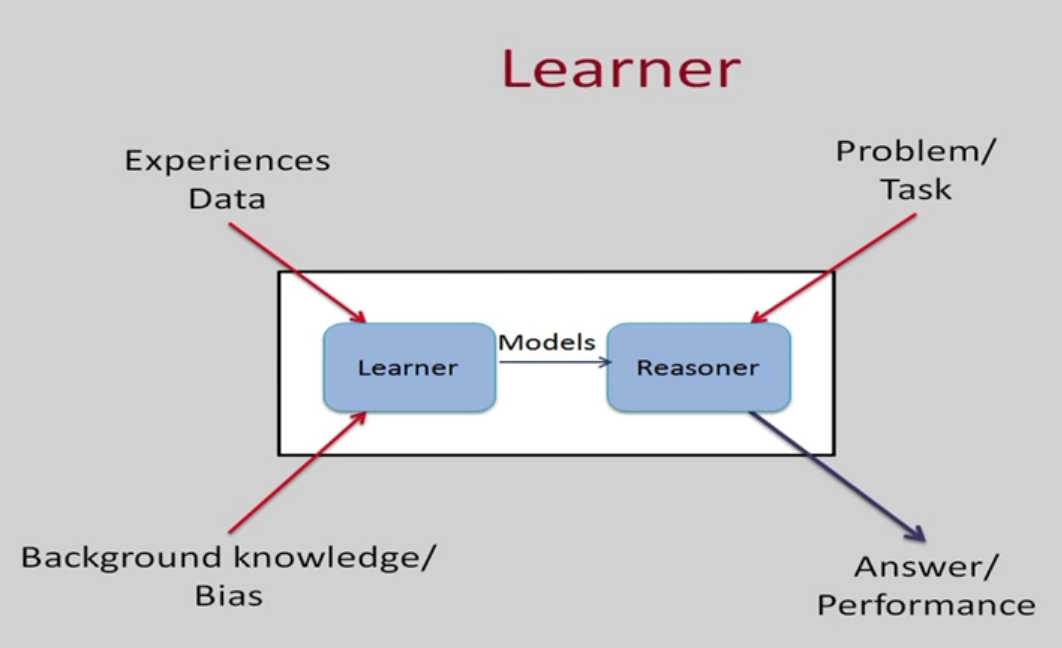 Learner
Experiences
Data
Problem/
Task
Models
Learner
Reasoner
Background knowledge/
Bias
Answer/
Performance